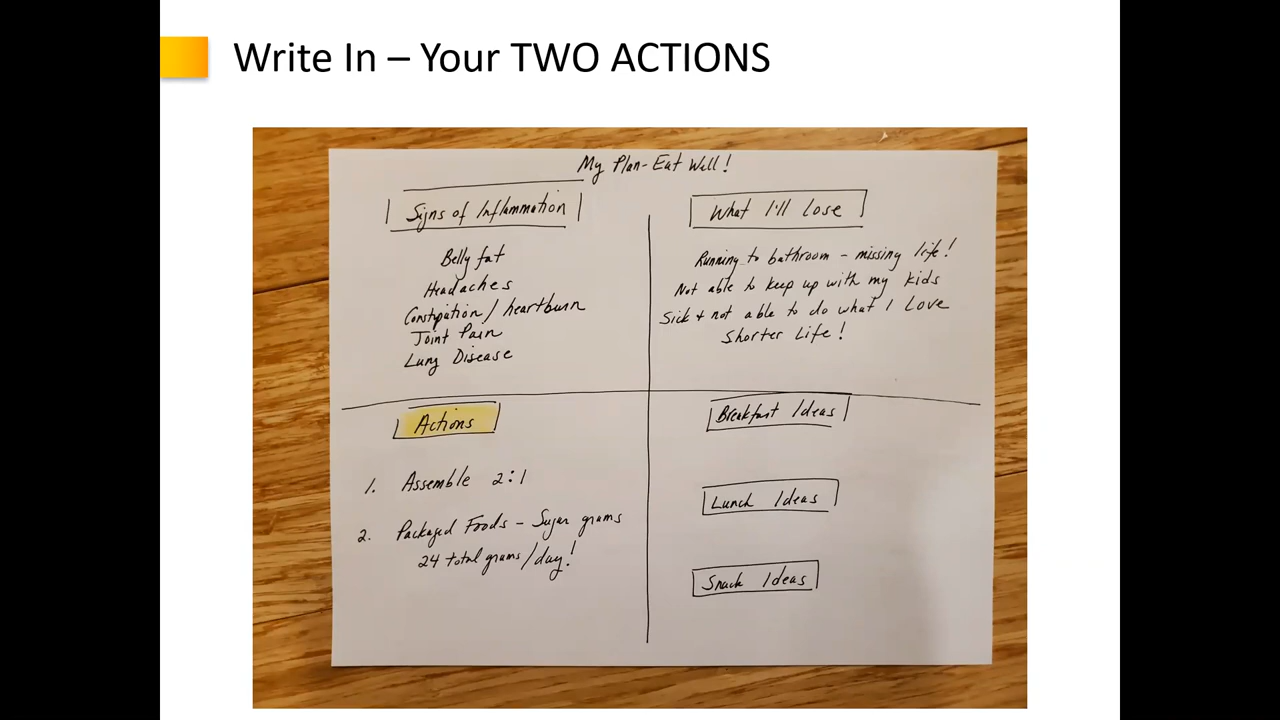 Write In – Your TWO ACTIONS
My Plan - Eat Well!
Signs of Inflammation
Belly fat
Headaches
Constipation / heartburn
Joint Pain
Lung Disease
What I'll Lose
Running to bathroom - missing life!
Not able to keep up with my kids
Sick + not able to do what I Love
Shorter Life!
Actions
1. Assemble 2:1
2. Packaged Foods - Sugar grams
24 total grams/day!
Breakfast Ideas
Lunch Ideas
Snack Ideas